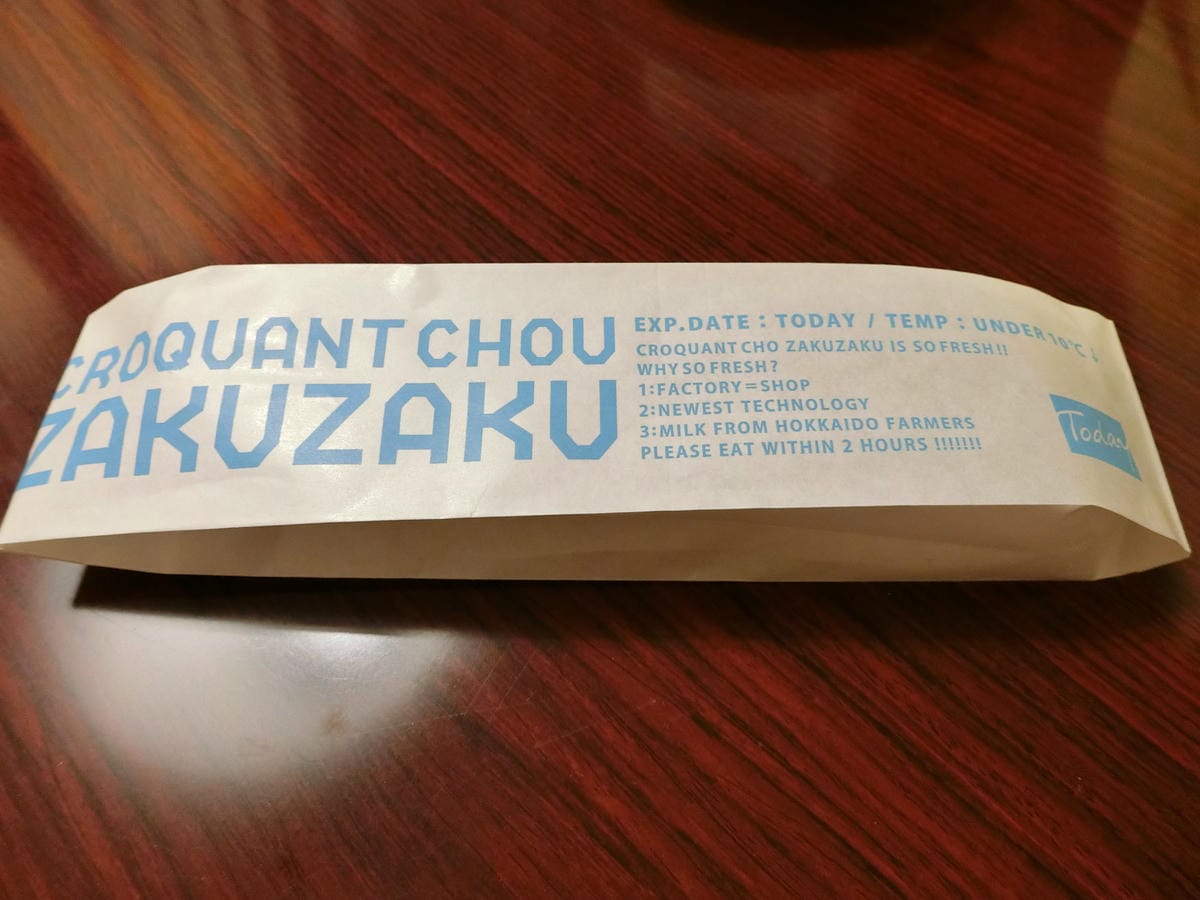 CROQUANT CHOU
ZAKUZAKU
EXP.DATE : TODAY / TEMP : UNDER 10°C ↓
CROQUANT CHO ZAKUZAKU IS SO FRESH!!
WHY SO FRESH?
1:FACTORY=SHOP
2:NEWEST TECHNOLOGY
3:MILK FROM HOKKAIDO FARMERS
PLEASE EAT WITHIN 2 HOURS !!!!!!!
Today